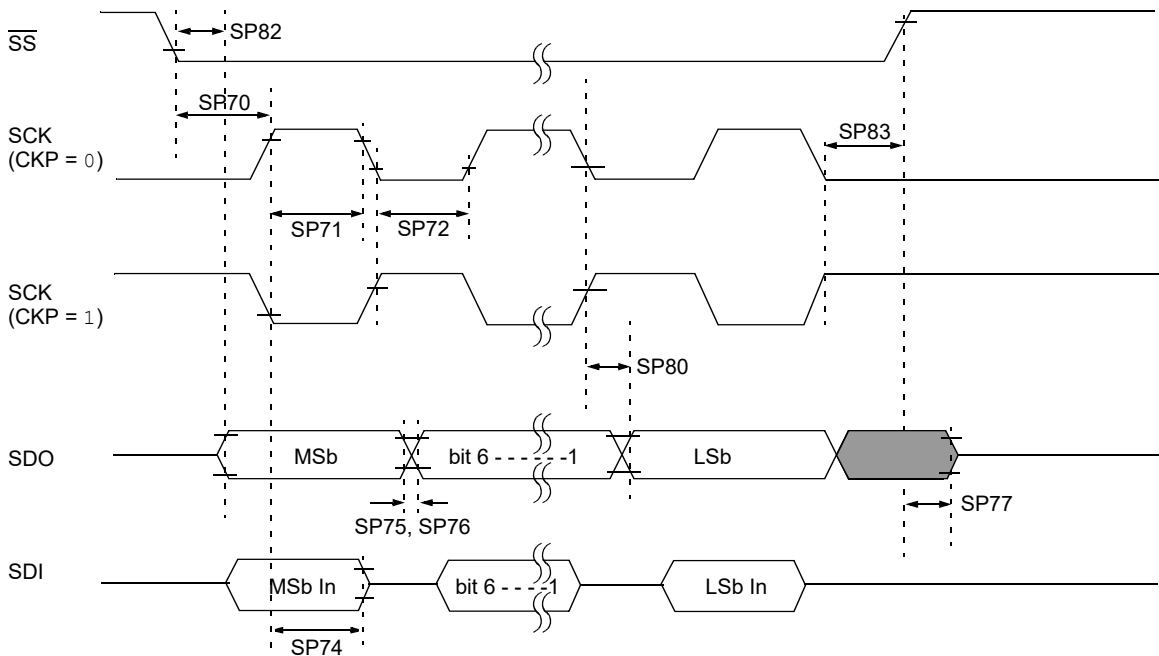 SS
SP82
SP70
SCK
(CKP = 0)
SP83
SP71
SP72
SCK
(CKP = 1)
SP80
SDO
MSb
bit 6 - - - - - - -1
LSb
SP75, SP76
SP77
SDI
MSb In
bit 6 - - - -1
LSb In
SP74